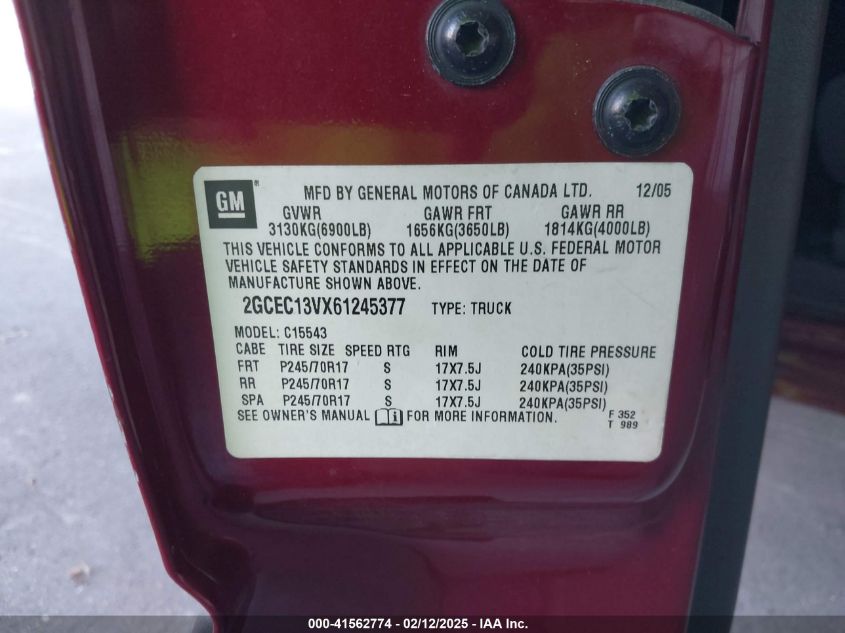 GM ® MFD BY GENERAL MOTORS OF CANADA LTD. 12/05
GVWR GAWR FRT GAWR RR
3130KG(6900LB) 1656KG(3650LB) 1814KG(4000LB)
THIS VEHICLE CONFORMS TO ALL APPLICABLE U.S. FEDERAL MOTOR
VEHICLE SAFETY STANDARDS IN EFFECT ON THE DATE OF
MANUFACTURE SHOWN ABOVE.
2GCEC13VX61245377 TYPE: TRUCK
MODEL: C15543
CABE TIRE SIZE SPEED RTG RIM COLD TIRE PRESSURE
FRT P245/70R17 S 17X7.5J 240KPA(35PSI)
RR P245/70R17 S 17X7.5J 240KPA(35PSI)
SPA P245/70R17 S 17X7.5J 240KPA(35PSI)
SEE OWNER'S MANUAL FOR MORE INFORMATION. F 352
T 989
000-41562774 - 02/12/2025 - IAA Inc.